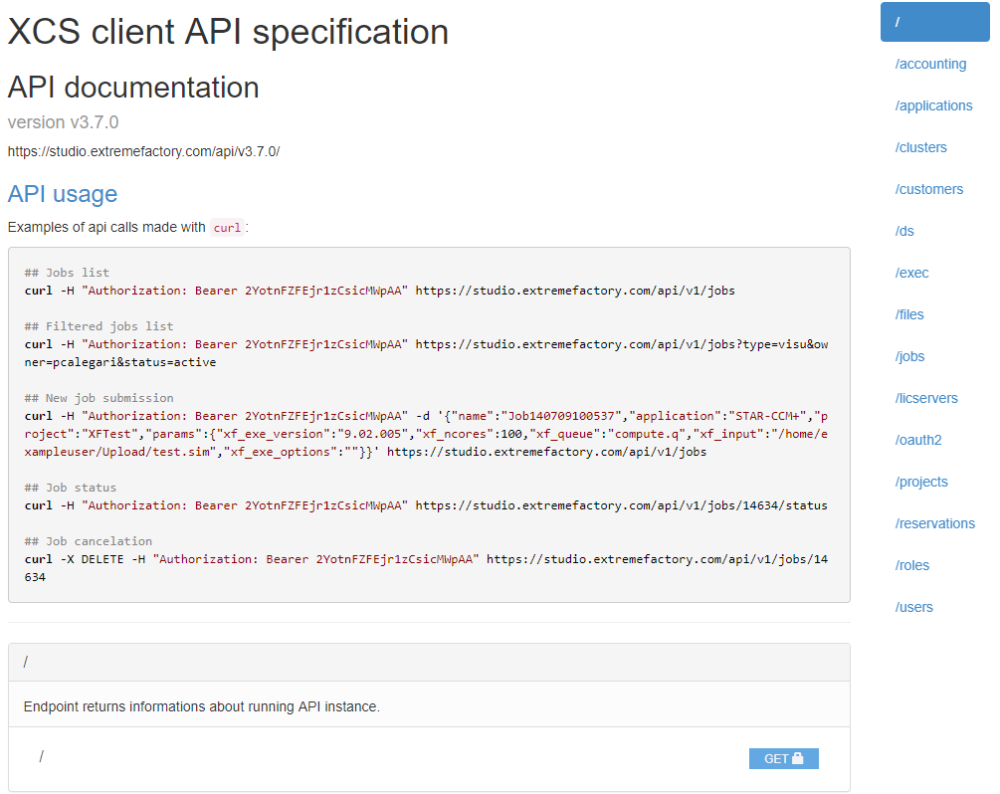 XCS client API specification
API documentation
version v3.7.0
https://studio.extremefactory.com/api/v3.7.0/
API usage
Examples of api calls made with curl :
## Jobs list
curl -H "Authorization: Bearer 2YotnFZFEjr1zCsicMWpAA" https://studio.extremefactory.com/api/v1/jobs
## Filtered jobs list
curl -H "Authorization: Bearer 2YotnFZFEjr1zCsicMWpAA" https://studio.extremefactory.com/api/v1/jobs?type=visu&ow
ner=pcalegari&status=active
## New job submission
curl -H "Authorization: Bearer 2YotnFZFEjr1zCsicMWpAA" -d '{"name":"Job140709100537","application":"STAR-CCM+","p
roject":"XFTest","params":{"xf_exe_version":"9.02.005","xf_ncores":100,"xf_queue":"compute.q","xf_input":"/home/e
xampleuser/Upload/test.sim","xf_exe_options":""}}' https://studio.extremefactory.com/api/v1/jobs
## Job status
curl -H "Authorization: Bearer 2YotnFZFEjr1zCsicMWpAA" https://studio.extremefactory.com/api/v1/jobs/14634/status
## Job cancelation
curl -X DELETE -H "Authorization: Bearer 2YotnFZFEjr1zCsicMWpAA" https://studio.extremefactory.com/api/v1/jobs/14
634
/
Endpoint returns informations about running API instance.
/
GET
/
/accounting
/applications
/clusters
/customers
/ds
/exec
/files
/jobs
/licservers
/oauth2
/projects
/reservations
/roles
/users